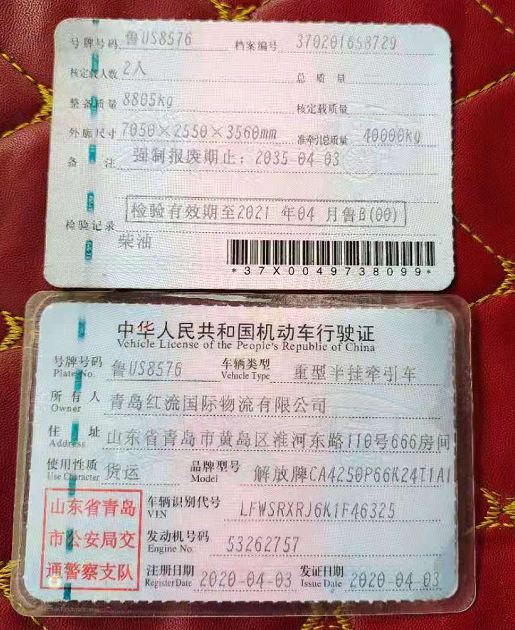 号牌号码 鲁US8576 档案编号 370201658729
核定载人数 2人 总质量
整备质量 8805kg 核定载质量
外廓尺寸 7050×2550×3560mm 准牵引总质量 40000kg
备注 强制报废期止：2035-04-03
检验有效期至2021 年04 月鲁B(00)
检验记录
柴油
*37X0049738099*
中华人民共和国机动车行驶证
Vehicle License of the People's Republic of China
号牌号码 鲁US8576 车辆类型 重型半挂牵引车
Plate No. Vehicle Type
所有人 青岛红流国际物流有限公司
Owner
住址 山东省青岛市黄岛区淮河东路110号666房间
Address
使用性质 货运 品牌型号 解放牌CA4250P66K24T1A1
Use Character Model
山东省青岛 车辆识别代号 LFWSRXRJ6K1F46325
VIN
市公安局交 发动机号码 53262757
Engine No.
通警察支队 注册日期 2020-04-03 发证日期 2020-04-03
Register Date Issue Date